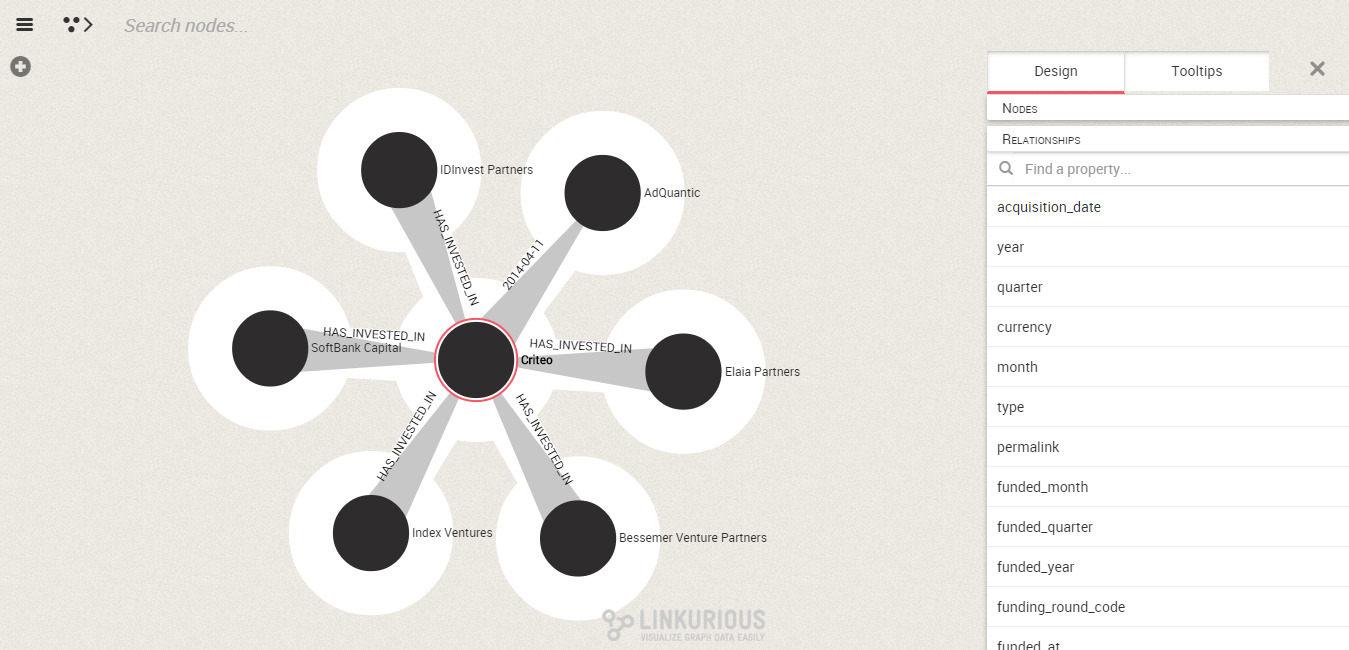 Search nodes...
Design
Tooltips
Nodes
Relationships
Find a property...
acquisition_date
year
quarter
currency
month
type
permalink
funded_month
funded_quarter
funded_year
funding_round_code
funded_at
IDInvest Partners
AdQuantic
HAS_INVESTED_IN
2014-04-11
HAS_INVESTED_IN
SoftBank Capital
HAS_INVESTED_IN
Criteo
Elaia Partners
HAS_INVESTED_IN
HAS_INVESTED_IN
Index Ventures
Bessemer Venture Partners
LINKURIOUS
VISUALIZE GRAPH DATA EASILY